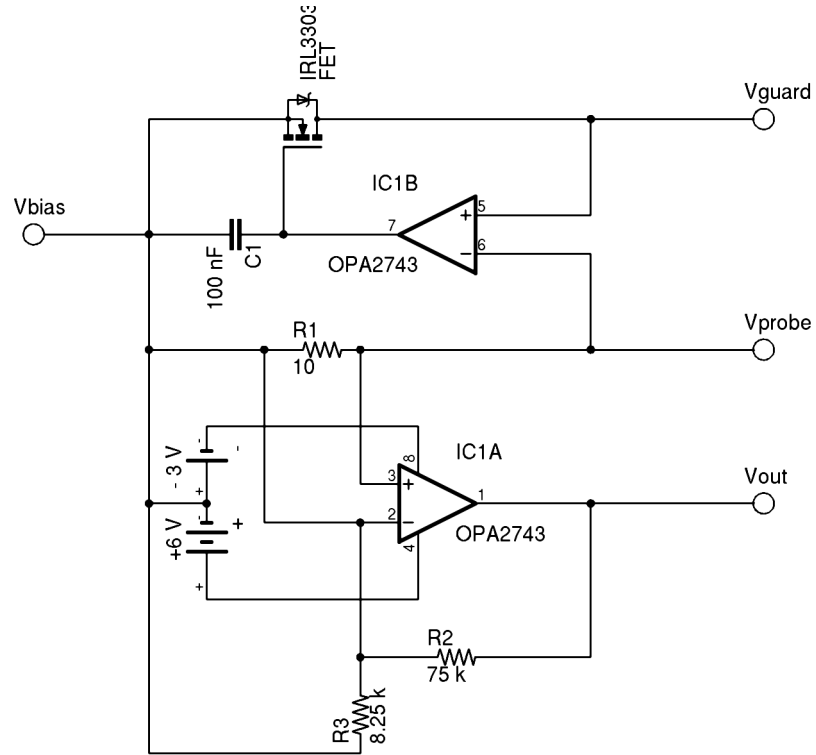 IRL3303
FET
Vguard
IC1B
5
+
7
6
−
OPA2743
Vbias
100 nF
C1
Vprobe
R1
10
- 3 V
-
-
+
8
IC1A
3
+
1
2
−
4
OPA2743
Vout
+6 V
-
+
+
R2
75 k
R3
8.25 k